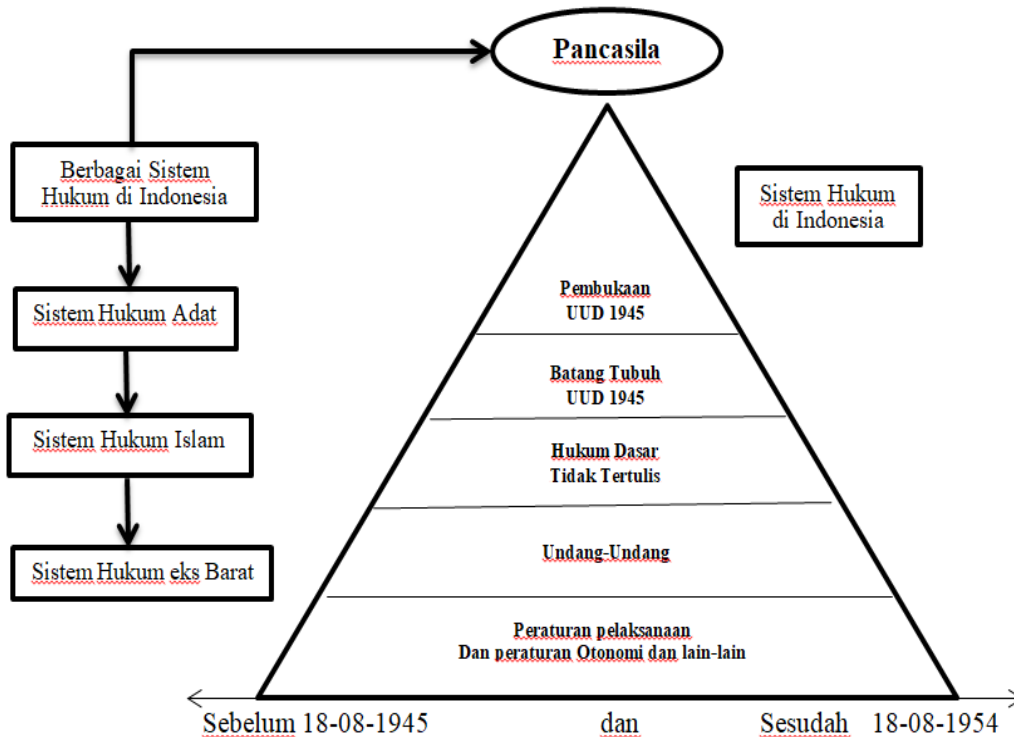 Pancasila
Berbagai Sistem
Hukum di Indonesia
Sistem Hukum Adat
Sistem Hukum Islam
Sistem Hukum eks Barat
Sistem Hukum
di Indonesia
Pembukaan
UUD 1945
Batang Tubuh
UUD 1945
Hukum Dasar
Tidak Tertulis
Undang-Undang
Peraturan pelaksanaan
Dan peraturan Otonomi dan lain-lain
Sebelum 18-08-1945 dan Sesudah 18-08-1954